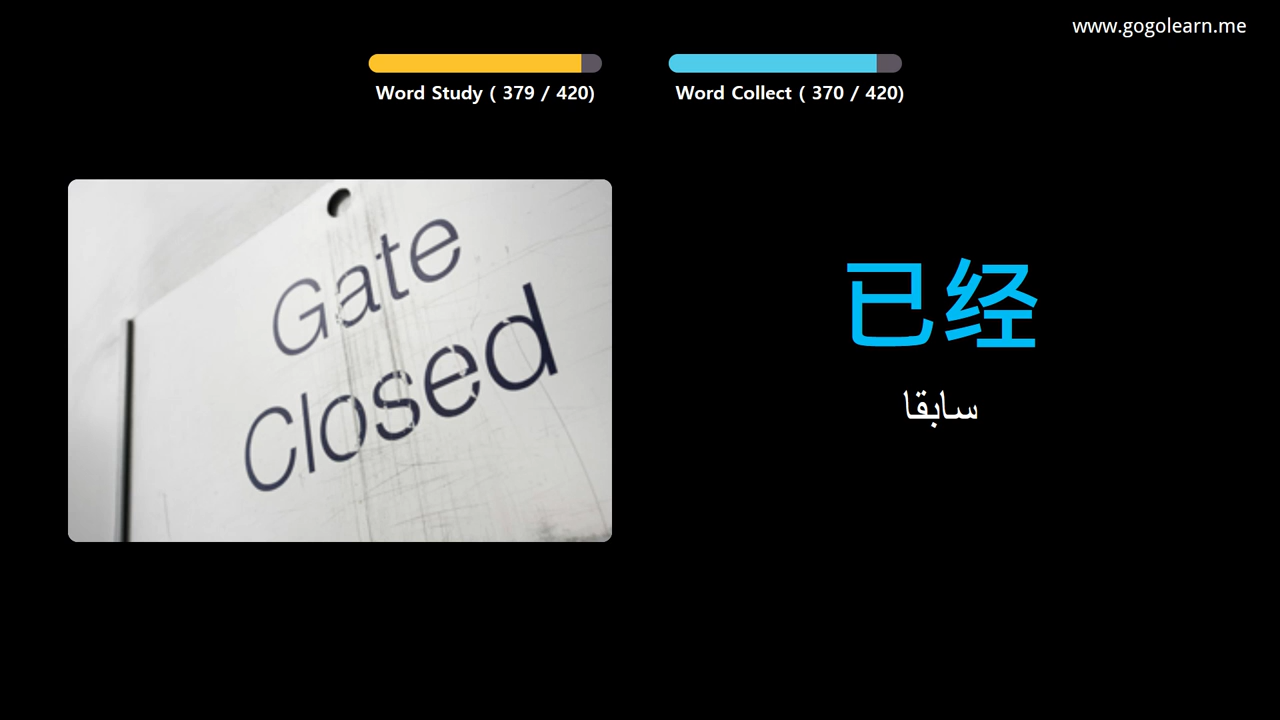 www.gogolearn.me
Word Study ( 379 / 420)
Word Collect ( 370 / 420)
Gate
Closed
已经
سابقا